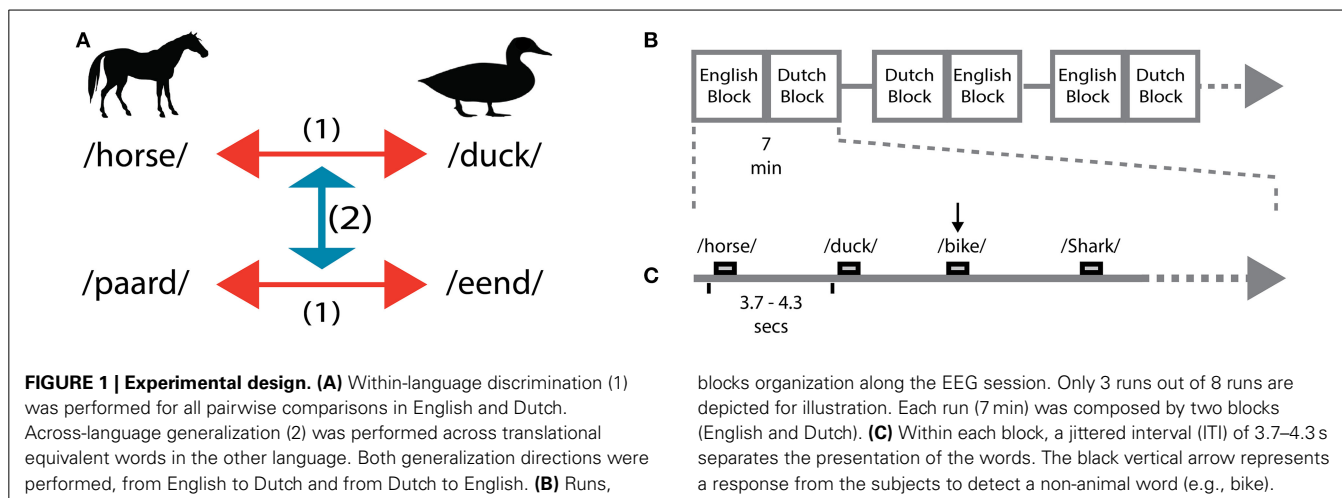 A
(1)
/horse/ /duck/
(2)
/paard/ /eend/
(1)
B
English Block Dutch Block Dutch Block English Block English Block Dutch Block
7
min
/horse/ /duck/ /bike/ /Shark/
C
3.7 - 4.3
secs
FIGURE 1 | Experimental design. (A) Within-language discrimination (1)
was performed for all pairwise comparisons in English and Dutch.
Across-language generalization (2) was performed across translational
equivalent words in the other language. Both generalization directions were
performed, from English to Dutch and from Dutch to English. (B) Runs,
blocks organization along the EEG session. Only 3 runs out of 8 runs are
depicted for illustration. Each run (7 min) was composed by two blocks
(English and Dutch). (C) Within each block, a jittered interval (ITI) of 3.7–4.3 s
separates the presentation of the words. The black vertical arrow represents
a response from the subjects to detect a non-animal word (e.g., bike).